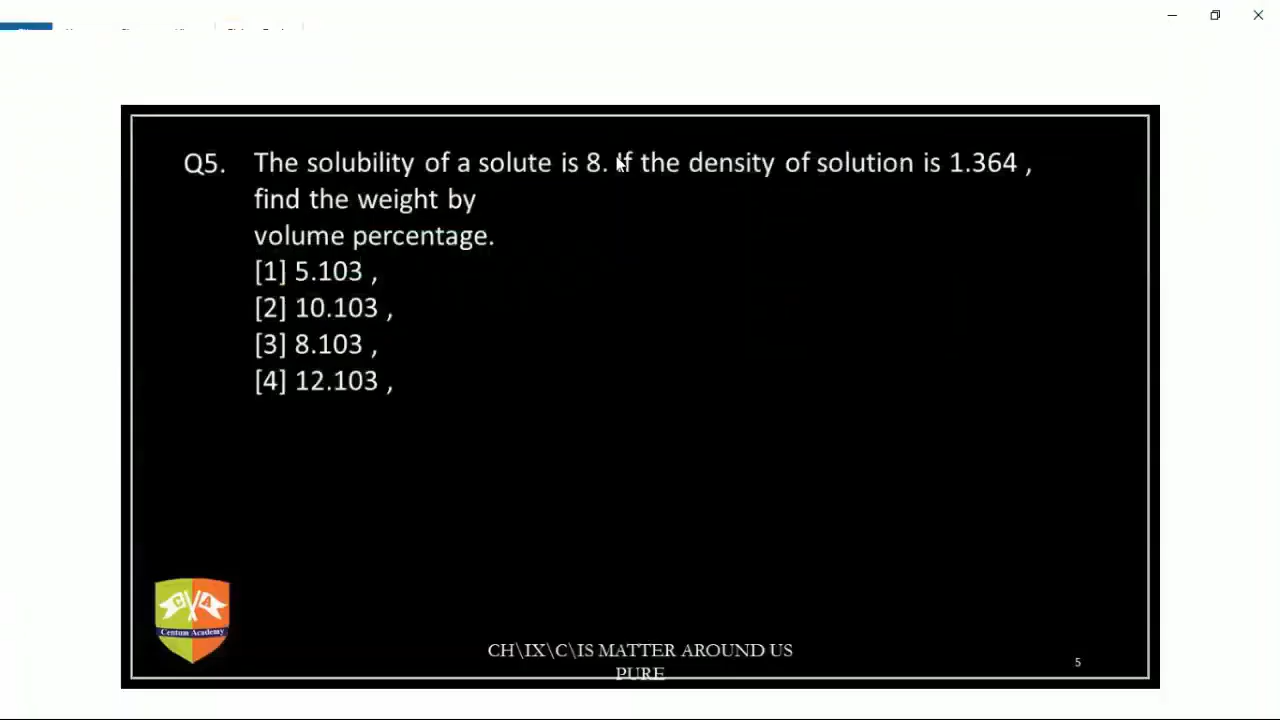 Q5. The solubility of a solute is 8. If the density of solution is 1.364 ,
find the weight by
volume percentage.
[1] 5.103 ,
[2] 10.103 ,
[3] 8.103 ,
[4] 12.103 ,
C A
Centum Academy
CH\IX\C\IS MATTER AROUND US
PURE
5